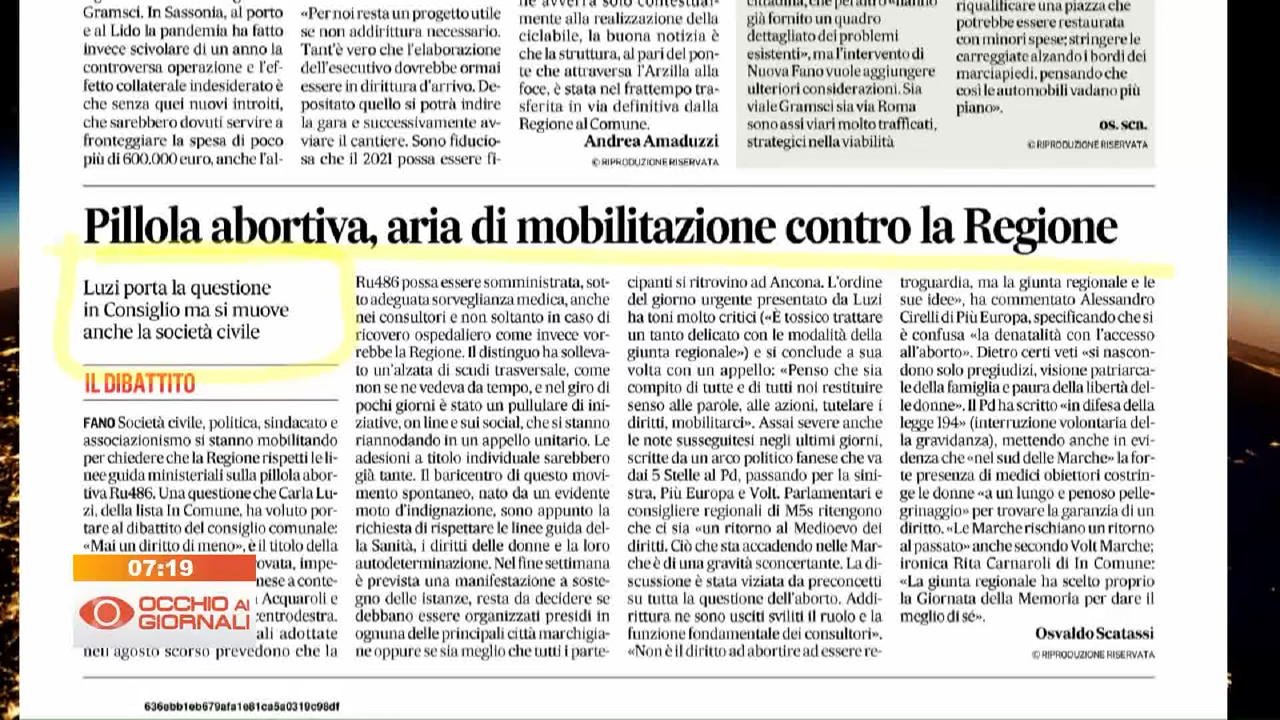 Gramsci. In Sassonia, al porto
e al Lido la pandemia ha fatto
invece scivolare di un anno la
controversa operazione e l'ef-
fetto collaterale indesiderato è
che senza quei nuovi introiti,
che sarebbero dovuti servire a
fronteggiare la spesa di poco
più di 600.000 euro, anche l'al-
«Per noi resta un progetto utile
se non addirittura necessario.
Tant'è vero che l'elaborazione
dell'esecutivo dovrebbe ormai
essere in dirittura d'arrivo. De-
positato quello si potrà indire
la gara e successivamente av-
viare il cantiere. Sono fiducio-
sa che il 2021 possa essere fi-
ne avverrà solo contestual-
mente alla realizzazione della
ciclabile, la buona notizia è
che la struttura, al pari del pon-
te che attraversa l'Arzilla alla
foce, è stata nel frattempo tra-
sferita in via definitiva dalla
Regione al Comune.
Andrea Amaduzzi
© RIPRODUZIONE RISERVATA
cittadina, che peraltro «hanno
già fornito un quadro
dettagliato dei problemi
esistenti», ma l'intervento di
Nuova Fano vuole aggiungere
ulteriori considerazioni. Sia
viale Gramsci sia via Roma
sono assi viari molto trafficati,
strategici nella viabilità
riqualificare una piazza che
potrebbe essere restaurata
con minori spese; stringere le
carreggiate alzando i bordi dei
marciapiedi, pensando che
così le automobili vadano più
piano».
os. sca.
© RIPRODUZIONE RISERVATA
Pillola abortiva, aria di mobilitazione contro la Regione
Luzi porta la questione
in Consiglio ma si muove
anche la società civile
IL DIBATTITO
FANO Società civile, politica, sindacato e
associazionismo si stanno mobilitando
per chiedere che la Regione rispetti le li-
nee guida ministeriali sulla pillola abor-
tiva Ru486. Una questione che Carla Lu-
zi, della lista In Comune, ha voluto por-
tare al dibattito del consiglio comunale:
«Mai un diritto di meno», è il titolo della
ovata, impe-
nese a conte-
Acquaroli e
centrodestra.
ali adottate
nell'agosto scorso prevedono che la
Ru486 possa essere somministrata, sot-
to adeguata sorveglianza medica, anche
nei consultori e non soltanto in caso di
ricovero ospedaliero come invece vor-
rebbe la Regione. Il distinguo ha solleva-
to un'alzata di scudi trasversale, come
non se ne vedeva da tempo, e nel giro di
pochi giorni è stato un pullulare di ini-
ziative, on line e sui social, che si stanno
riannodando in un appello unitario. Le
adesioni a titolo individuale sarebbero
già tante. Il baricentro di questo movi-
mento spontaneo, nato da un evidente
moto d'indignazione, sono appunto la
richiesta di rispettare le linee guida del-
la Sanità, i diritti delle donne e la loro
autodeterminazione. Nel fine settimana
è prevista una manifestazione a soste-
gno delle istanze, resta da decidere se
debbano essere organizzati presidi in
ognuna delle principali città marchigia-
ne oppure se sia meglio che tutti i parte-
cipanti si ritrovino ad Ancona. L'ordine
del giorno urgente presentato da Luzi
ha toni molto critici («È tossico trattare
un tanto delicato con le modalità della
giunta regionale») e si conclude a sua
volta con un appello: «Penso che sia
compito di tutte e di tutti noi restituire
senso alle parole, alle azioni, tutelare i
diritti, mobilitarci». Assai severe anche
le note susseguitesi negli ultimi giorni,
scritte da un arco politico fanese che va
dai 5 Stelle al Pd, passando per la sini-
stra, Più Europa e Volt. Parlamentari e
consigliere regionali di M5s ritengono
che ci sia «un ritorno al Medioevo dei
diritti. Ciò che sta accadendo nelle Mar-
che è di una gravità sconcertante. La di-
scussione è stata viziata da preconcetti
su tutta la questione dell'aborto. Addi-
rittura ne sono usciti sviliti il ruolo e la
funzione fondamentale dei consultori».
«Non è il diritto ad abortire ad essere re-
troguardia, ma la giunta regionale e le
sue idee», ha commentato Alessandro
Cirelli di Più Europa, specificando che si
è confusa «la denatalità con l'accesso
all'aborto». Dietro certi veti «si nascon-
dono solo pregiudizi, visione patriarca-
le della famiglia e paura della libertà del-
le donne». Il Pd ha scritto «in difesa della
legge 194» (interruzione volontaria del-
la gravidanza), mettendo anche in evi-
denza che «nel sud delle Marche» la for-
te presenza di medici obiettori costrin-
ge le donne «a un lungo e penoso pelle-
grinaggio» per trovare la garanzia di un
diritto. «Le Marche rischiano un ritorno
al passato» anche secondo Volt Marche;
ironica Rita Carnaroli di In Comune:
«La giunta regionale ha scelto proprio
la Giornata della Memoria per dare il
meglio di sé».
Osvaldo Scatassi
© RIPRODUZIONE RISERVATA
07:19
OCCHIO AI
GIORNALI
636ebb1eb679afa1e81ca5a0319c98df